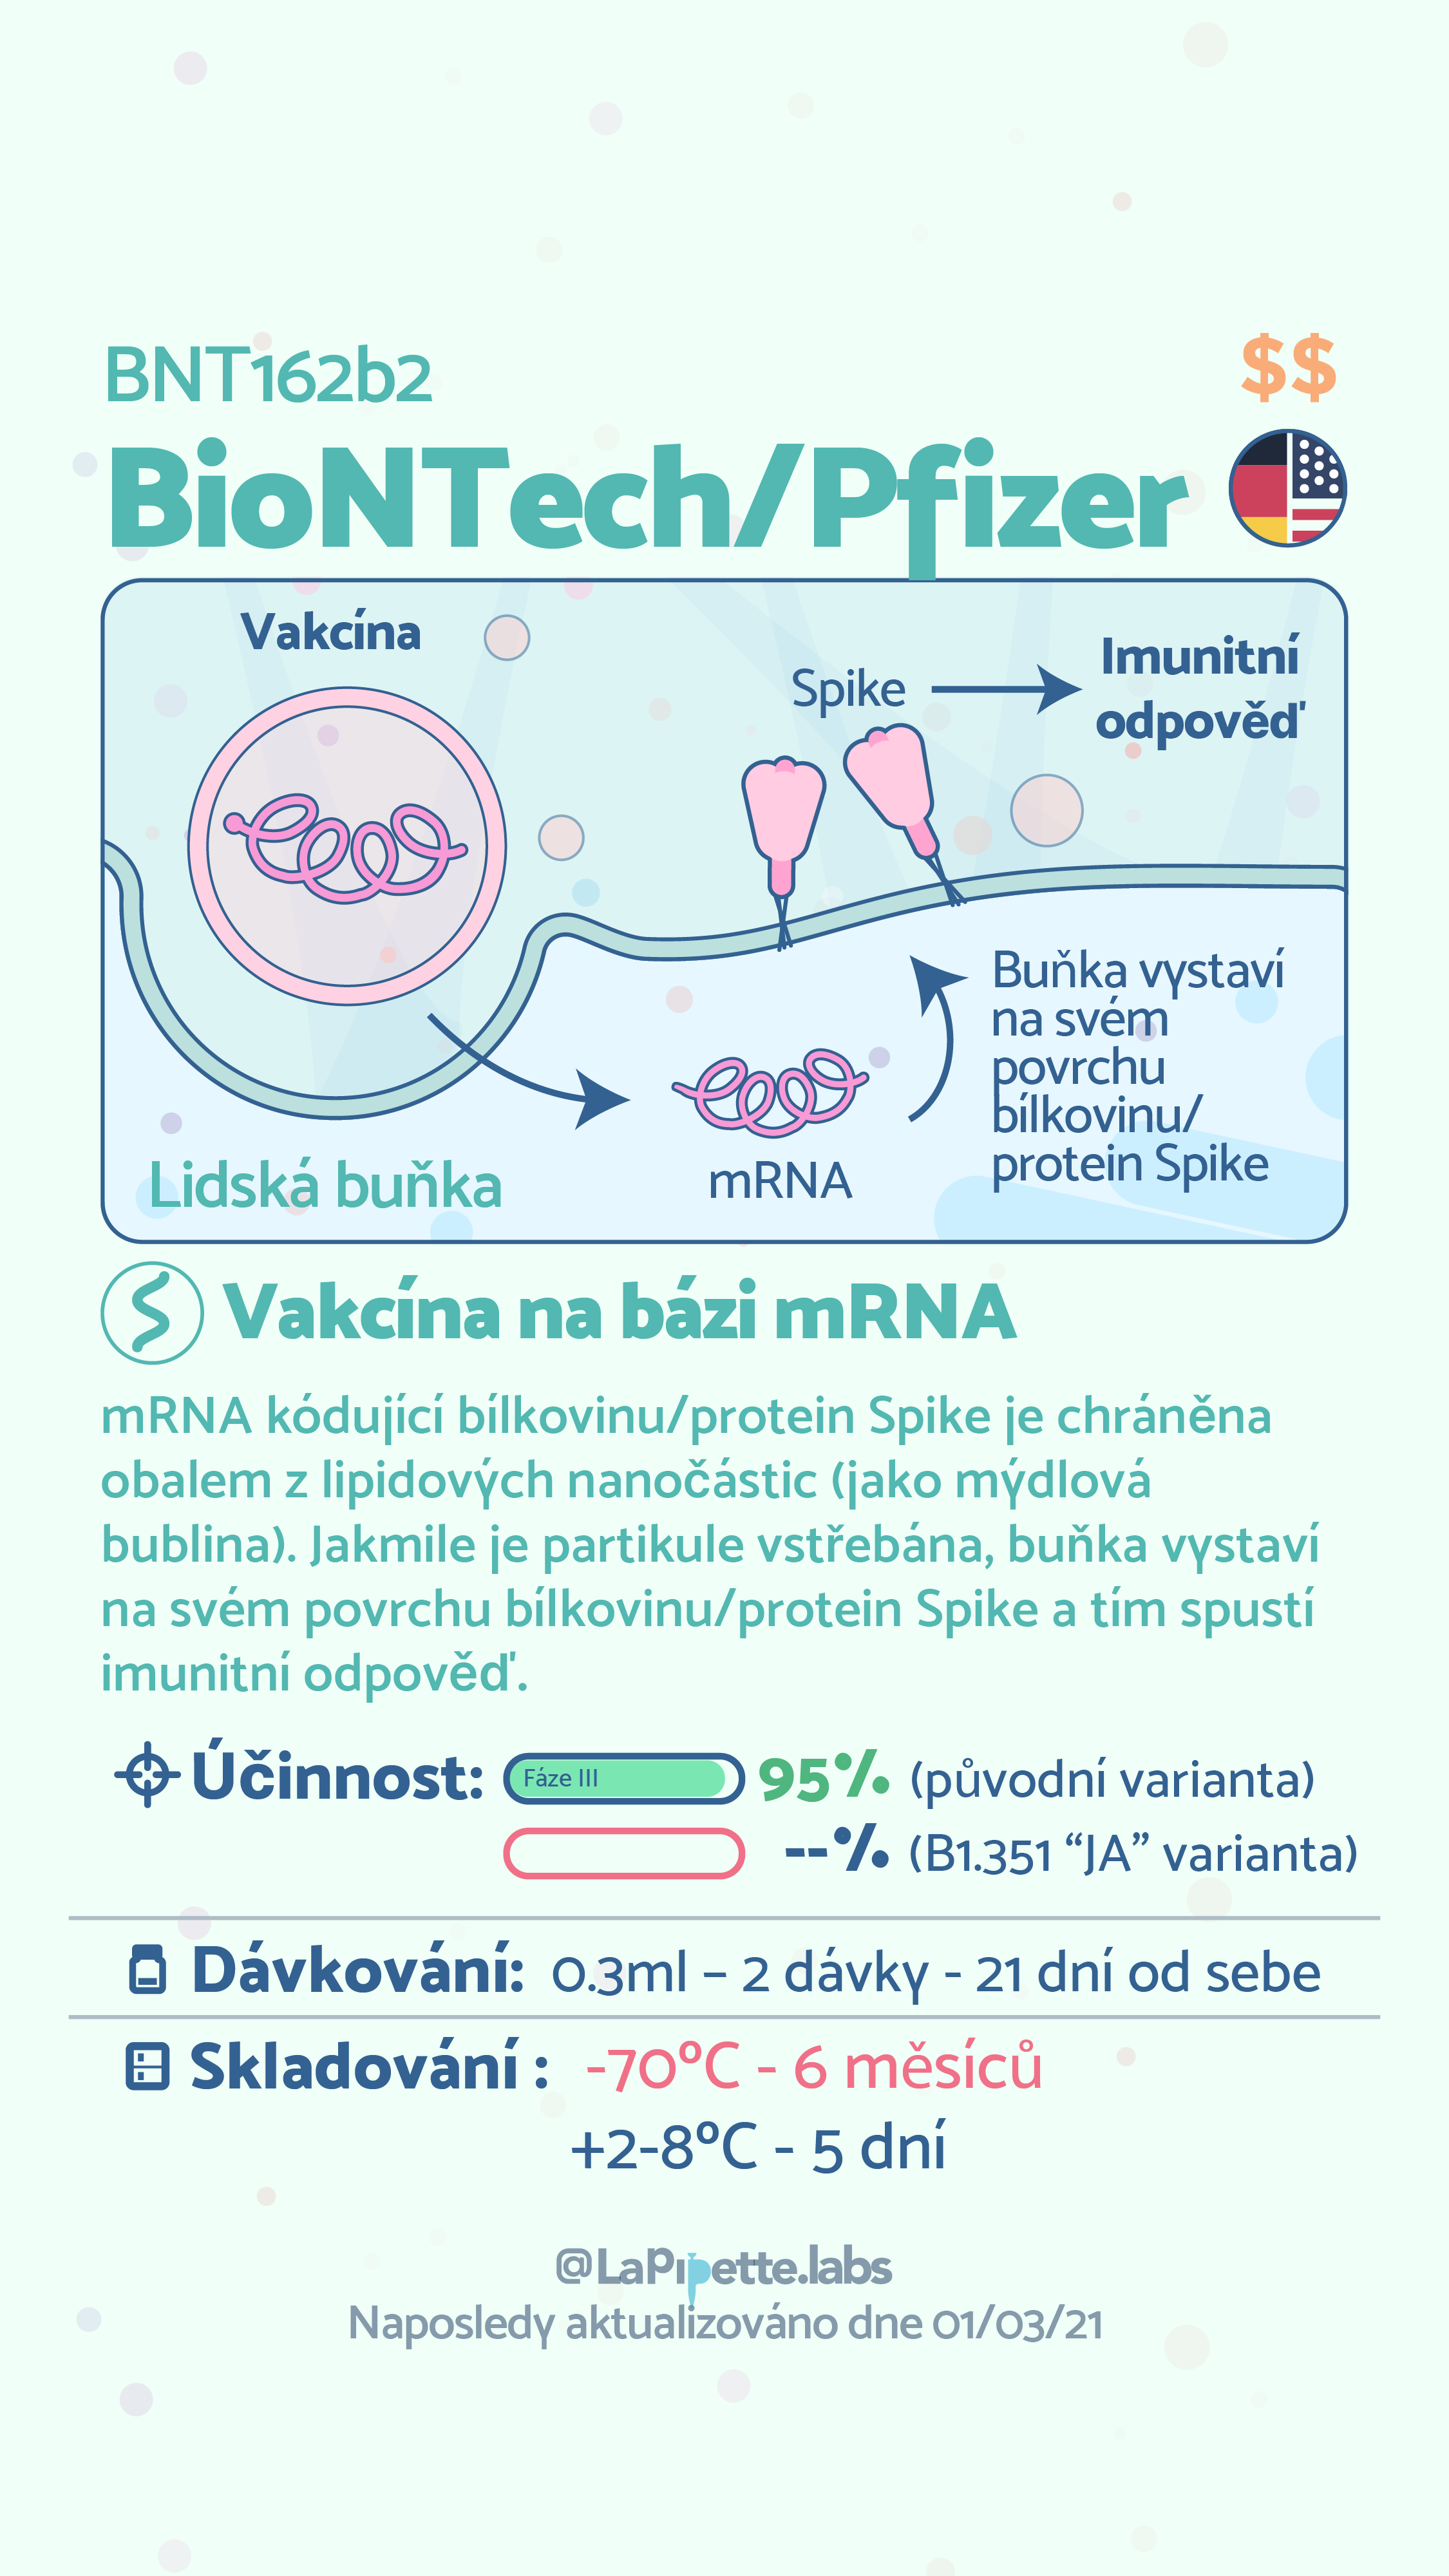 BNT162b2
$$
BioNTech/Pfizer
Vakcína
Spike
Imunitní
odpověď
Buňka vystaví
na svém
povrchu
bílkovinu/
protein Spike
mRNA
Lidská buňka
Vakcína na bázi mRNA
mRNA kódující bílkovinu/protein Spike je chráněna
obalem z lipidových nanočástic (jako mýdlová
bublina). Jakmile je partikule vstřebána, buňka vystaví
na svém povrchu bílkovinu/protein Spike a tím spustí
imunitní odpověď.
Účinnost: Fáze III 95% (původní varianta)
--% (B1.351 “JA” varianta)
Dávkování: 0.3ml – 2 dávky - 21 dní od sebe
Skladování : -70ºC - 6 měsíců
+2-8ºC - 5 dní
@LaPipette.labs
Naposledy aktualizováno dne 01/03/21